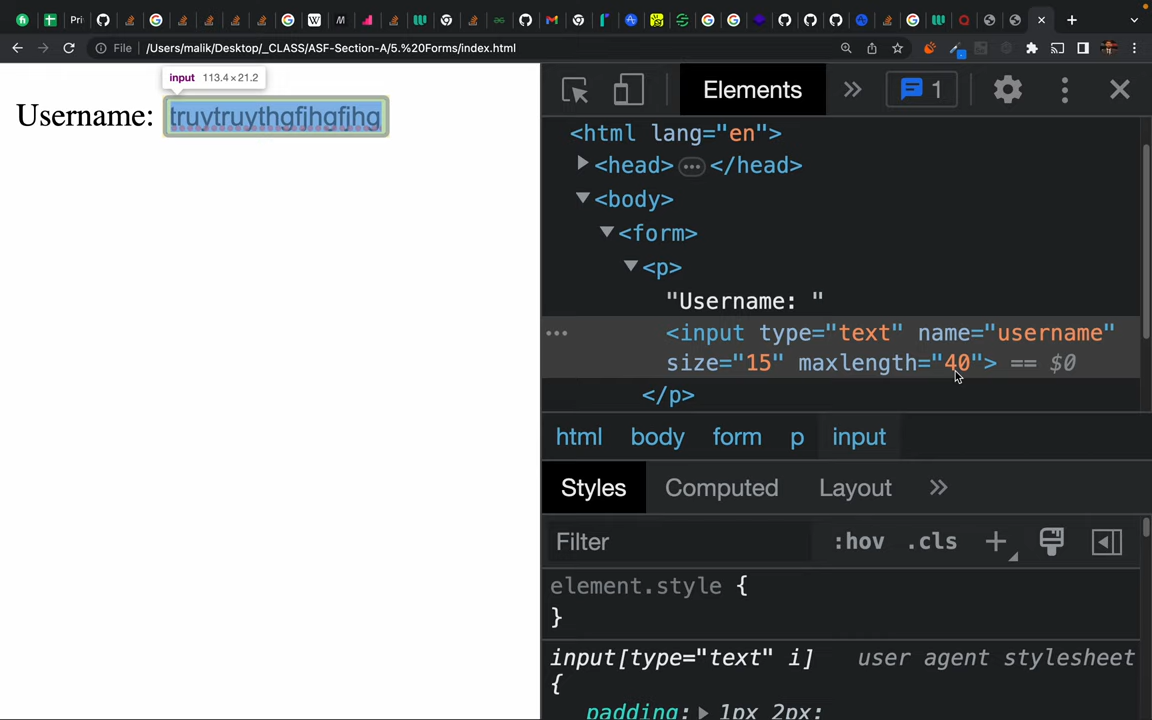 Pri
File /Users/malik/Desktop/_CLASS/ASF-Section-A/5.%20Forms/index.html
input 113.4 × 21.2
Username: truytruythgfjhgfjhg
Elements 1
<html lang="en">
<head> ... </head>
<body>
<form>
<p>
"Username: "
<input type="text" name="username"
size="15" maxlength="40"> == $0
</p>
html body form p input
Styles Computed Layout
Filter :hov .cls
element.style {
}
input[type="text" i] user agent stylesheet
{
padding: 1px 2px;